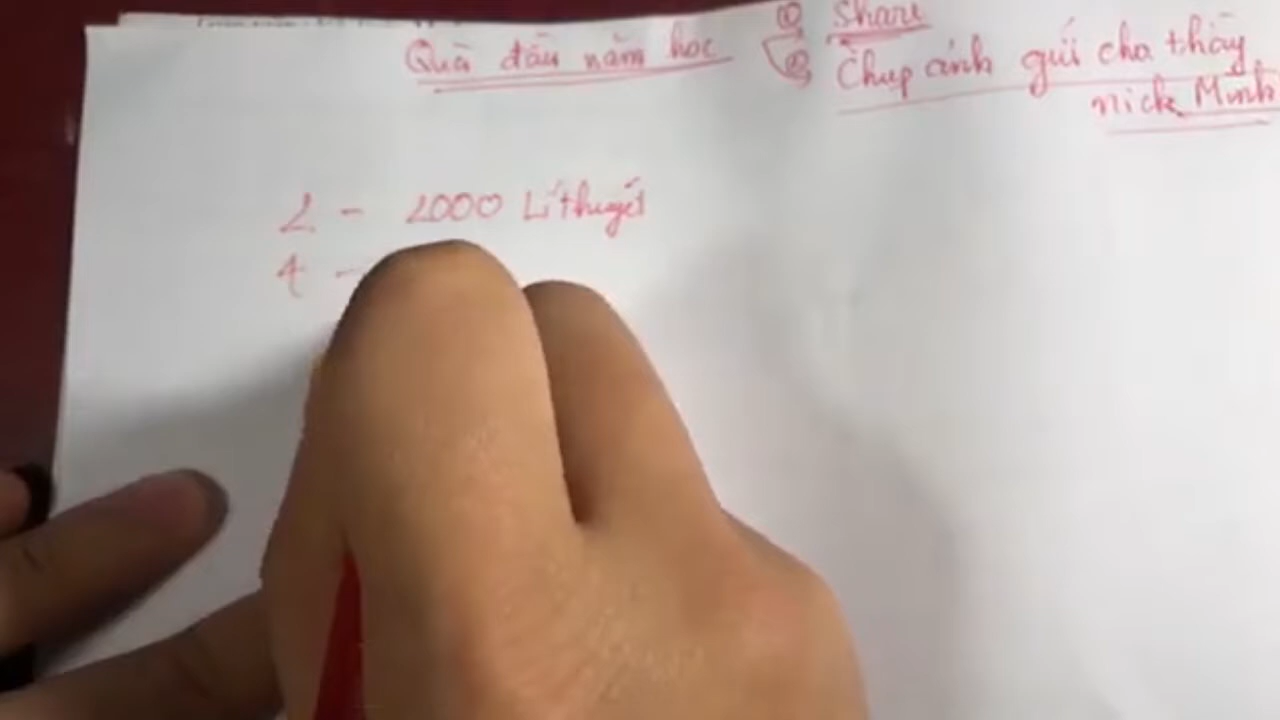 Quà đầu năm học
① Share
② Chụp ảnh gửi cho thầy
nick Minh
2 - 2000 Lí thuyết
4 -